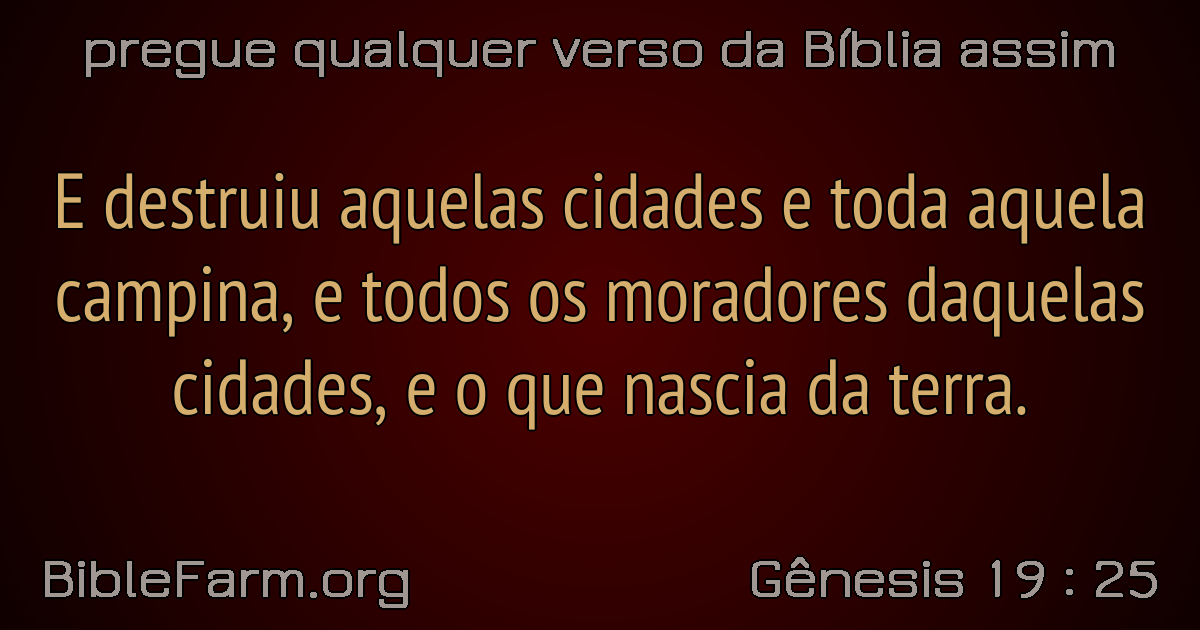 pregue qualquer verso da Bíblia assim
E destruiu aquelas cidades e toda aquela
campina, e todos os moradores daquelas
cidades, e o que nascia da terra.
BibleFarm.org
Gênesis 19 : 25